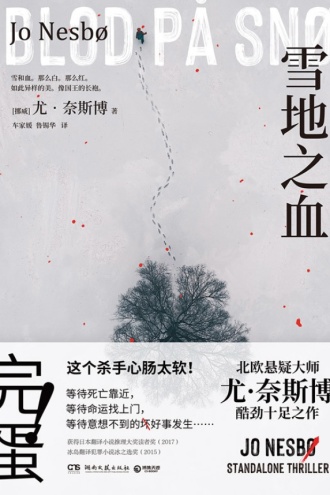 BLOD PÅ SNØ
Jo Nesbø
雪和血。那么白。那么红。
如此异样的美。像国王的长袍。
[挪威] 尤·奈斯博 著
车家媛 鲁锡华 译
雪地之血
完蛋!
这个杀手心肠太软!
等待死亡靠近,
等待命运找上门,
等待意想不到的坏好事发生……
获得日本翻译小说推理大奖读者奖(2017)
冰岛翻译犯罪小说冰之选奖(2015)
湖南文艺出版社
博集天卷
北欧悬疑大师
尤·奈斯博
酷劲十足之作
JO NESBØ
STANDALONE THRILLER